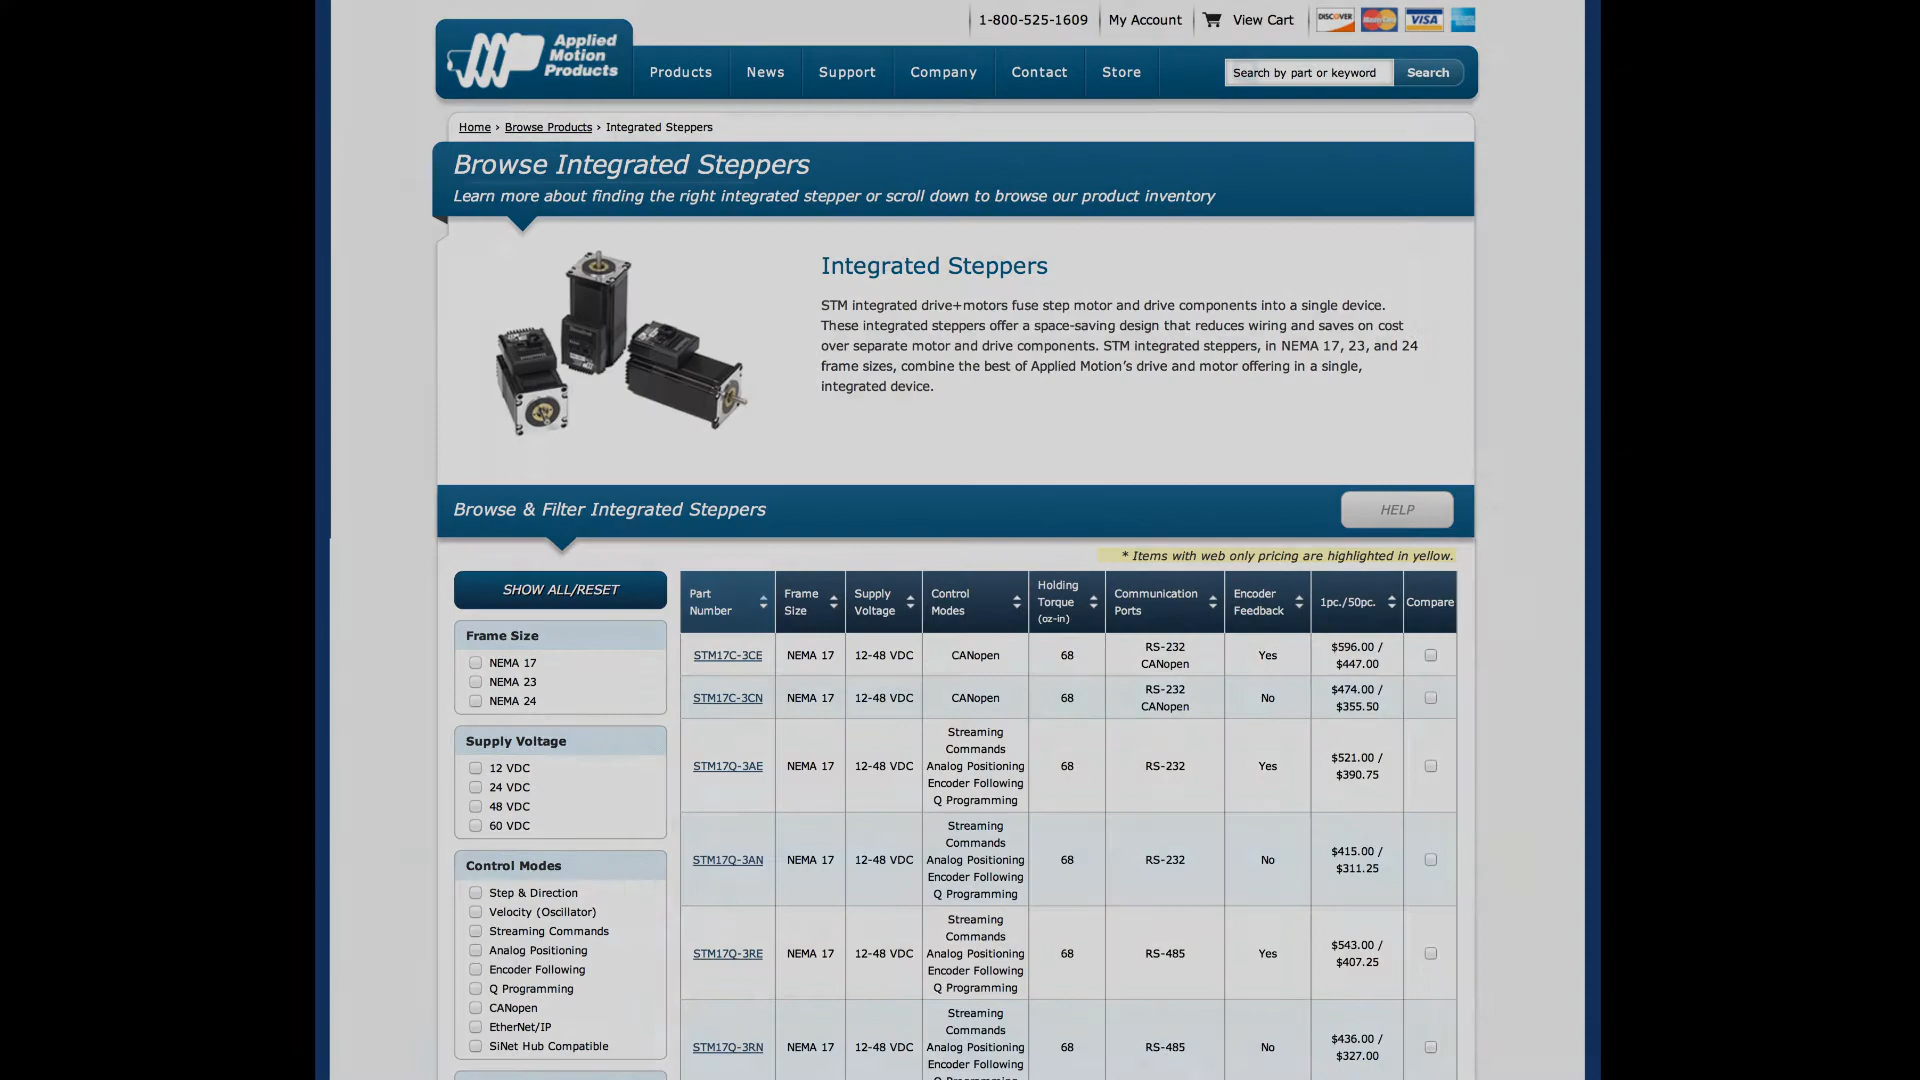 1-800-525-1609 My Account View Cart DISCOVER MasterCard VISA
Applied
Motion
Products
Products News Support Company Contact Store Search by part or keyword Search
Home › Browse Products › Integrated Steppers
Browse Integrated Steppers
Learn more about finding the right integrated stepper or scroll down to browse our product inventory
Integrated Steppers
STM integrated drive+motors fuse step motor and drive components into a single device.
These integrated steppers offer a space-saving design that reduces wiring and saves on cost
over separate motor and drive components. STM integrated steppers, in NEMA 17, 23, and 24
frame sizes, combine the best of Applied Motion’s drive and motor offering in a single,
integrated device.
Browse & Filter Integrated Steppers HELP
* Items with web only pricing are highlighted in yellow.
SHOW ALL/RESET
Frame Size
NEMA 17
NEMA 23
NEMA 24
Supply Voltage
12 VDC
24 VDC
48 VDC
60 VDC
Control Modes
Step & Direction
Velocity (Oscillator)
Streaming Commands
Analog Positioning
Encoder Following
Q Programming
CANopen
EtherNet/IP
SiNet Hub Compatible
Part Number Frame Size Supply Voltage Control Modes Holding Torque (oz-in) Communication Ports Encoder Feedback 1pc./50pc. Compare
STM17C-3CE NEMA 17 12-48 VDC CANopen 68 RS-232 CANopen Yes $596.00 / $447.00
STM17C-3CN NEMA 17 12-48 VDC CANopen 68 RS-232 CANopen No $474.00 / $355.50
STM17Q-3AE NEMA 17 12-48 VDC Streaming Commands Analog Positioning Encoder Following Q Programming 68 RS-232 Yes $521.00 / $390.75
STM17Q-3AN NEMA 17 12-48 VDC Streaming Commands Analog Positioning Encoder Following Q Programming 68 RS-232 No $415.00 / $311.25
STM17Q-3RE NEMA 17 12-48 VDC Streaming Commands Analog Positioning Encoder Following Q Programming 68 RS-485 Yes $543.00 / $407.25
STM17Q-3RN NEMA 17 12-48 VDC Streaming Commands Analog Positioning Encoder Following 68 RS-485 No $436.00 / $327.00